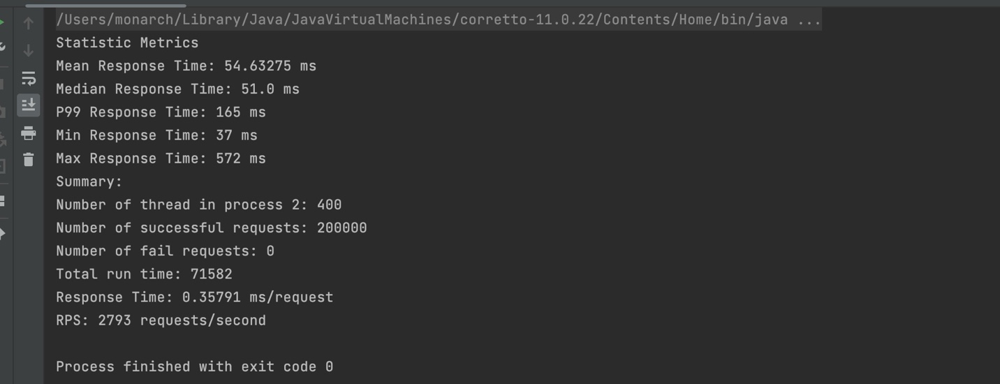 /Users/monarch/Library/Java/JavaVirtualMachines/corretto-11.0.22/Contents/Home/bin/java ...
Statistic Metrics
Mean Response Time: 54.63275 ms
Median Response Time: 51.0 ms
P99 Response Time: 165 ms
Min Response Time: 37 ms
Max Response Time: 572 ms
Summary:
Number of thread in process 2: 400
Number of successful requests: 200000
Number of fail requests: 0
Total run time: 71582
Response Time: 0.35791 ms/request
RPS: 2793 requests/second
Process finished with exit code 0